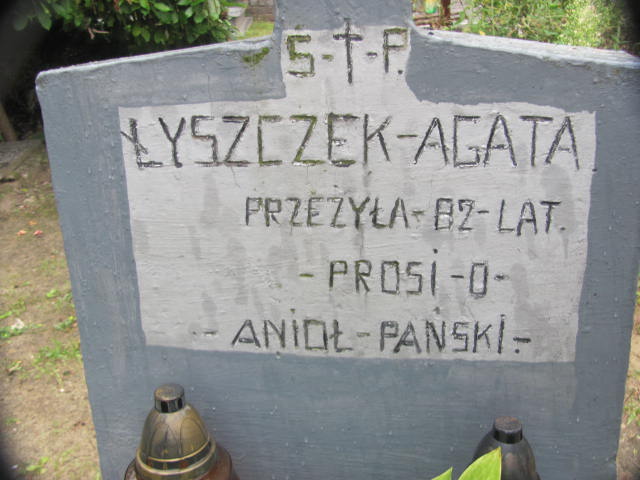 S-†-P.
ŁYSZCZEK-AGATA
PRZEŻYŁA-82-LAT.
-PROSI-O-
-ANIOŁ-PAŃSKI-